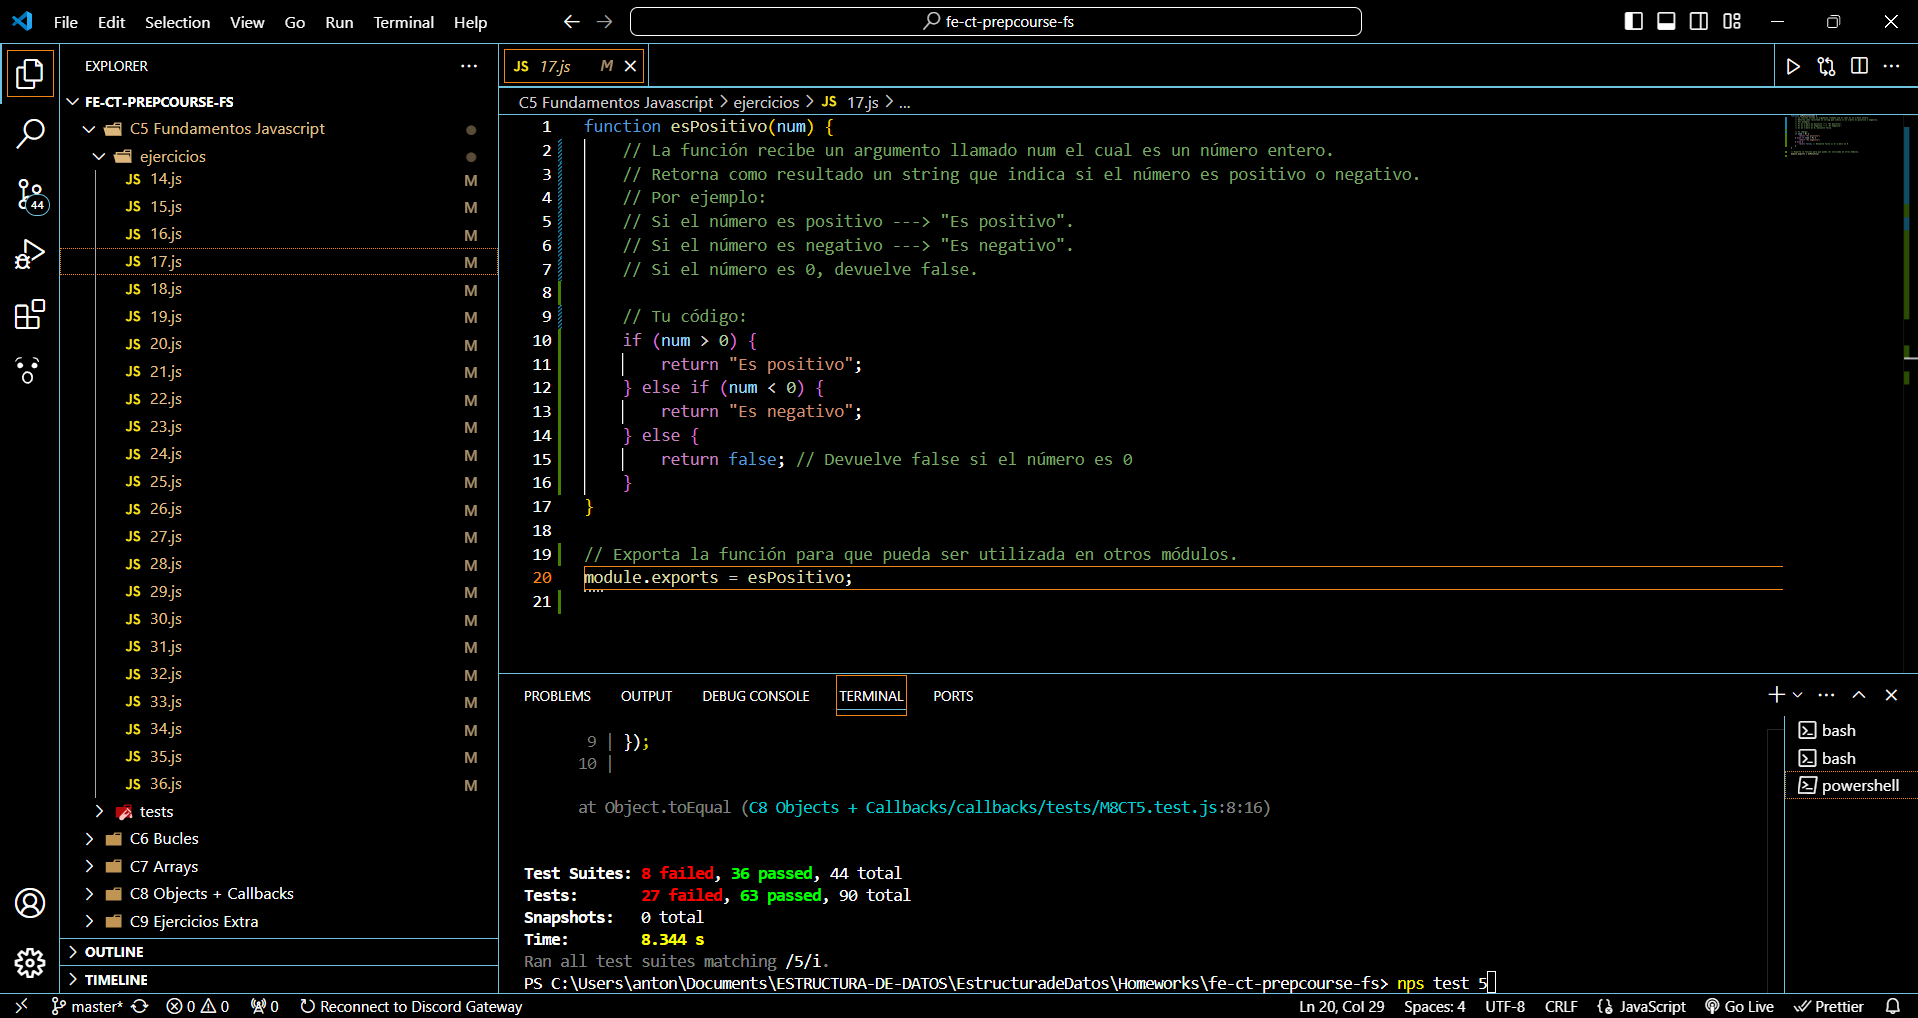 File Edit Selection View Go Run Terminal Help
fe-ct-prepcourse-fs
EXPLORER
FE-CT-PREPCOURSE-FS
C5 Fundamentos Javascript
ejercicios
JS 14.js M
JS 15.js M
JS 16.js M
JS 17.js M
JS 18.js M
JS 19.js M
JS 20.js M
JS 21.js M
JS 22.js M
JS 23.js M
JS 24.js M
JS 25.js M
JS 26.js M
JS 27.js M
JS 28.js M
JS 29.js M
JS 30.js M
JS 31.js M
JS 32.js M
JS 33.js M
JS 34.js M
JS 35.js M
JS 36.js M
tests
C6 Bucles
C7 Arrays
C8 Objects + Callbacks
C9 Ejercicios Extra
OUTLINE
TIMELINE
44
JS 17.js M
C5 Fundamentos Javascript > ejercicios > JS 17.js > ...
1 function esPositivo(num) {
2 // La función recibe un argumento llamado num el cual es un número entero.
3 // Retorna como resultado un string que indica si el número es positivo o negativo.
4 // Por ejemplo:
5 // Si el número es positivo ---> "Es positivo".
6 // Si el número es negativo ---> "Es negativo".
7 // Si el número es 0, devuelve false.
8
9 // Tu código:
10 if (num > 0) {
11 return "Es positivo";
12 } else if (num < 0) {
13 return "Es negativo";
14 } else {
15 return false; // Devuelve false si el número es 0
16 }
17 }
18
19 // Exporta la función para que pueda ser utilizada en otros módulos.
20 module.exports = esPositivo;
21
PROBLEMS OUTPUT DEBUG CONSOLE TERMINAL PORTS
9 | });
10 |
at Object.toEqual (C8 Objects + Callbacks/callbacks/tests/M8CT5.test.js:8:16)
Test Suites: 8 failed, 36 passed, 44 total
Tests: 27 failed, 63 passed, 90 total
Snapshots: 0 total
Time: 8.344 s
Ran all test suites matching /5/i.
PS C:\Users\anton\Documents\ESTRUCTURA-DE-DATOS\EstructuradeDatos\Homeworks\fe-ct-prepcourse-fs> nps test 5
bash
bash
powershell
master* 0 0 0 Reconnect to Discord Gateway
Ln 20, Col 29 Spaces: 4 UTF-8 CRLF {} JavaScript Go Live Prettier